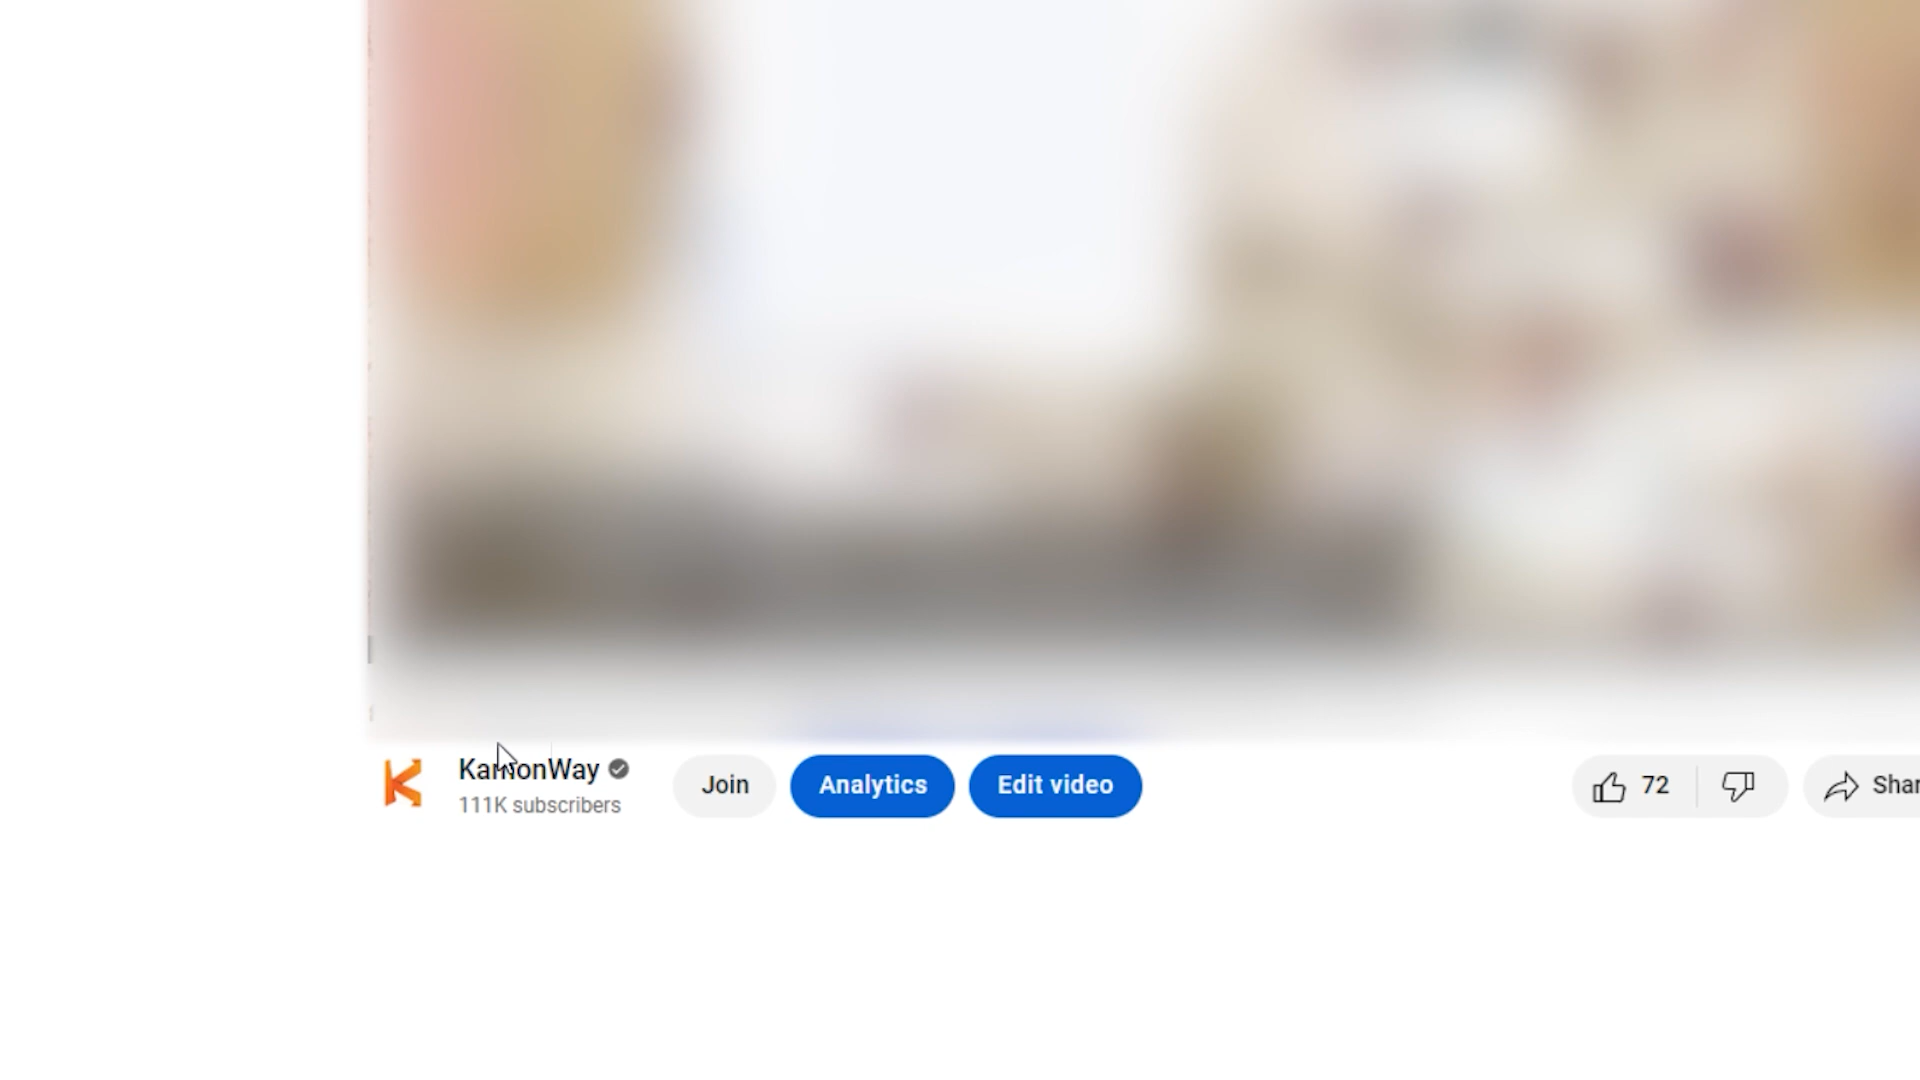 KamonWay
111K subscribers
Join
Analytics
Edit video
72
Shar